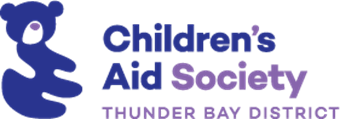 Children's
Aid Society
THUNDER BAY DISTRICT